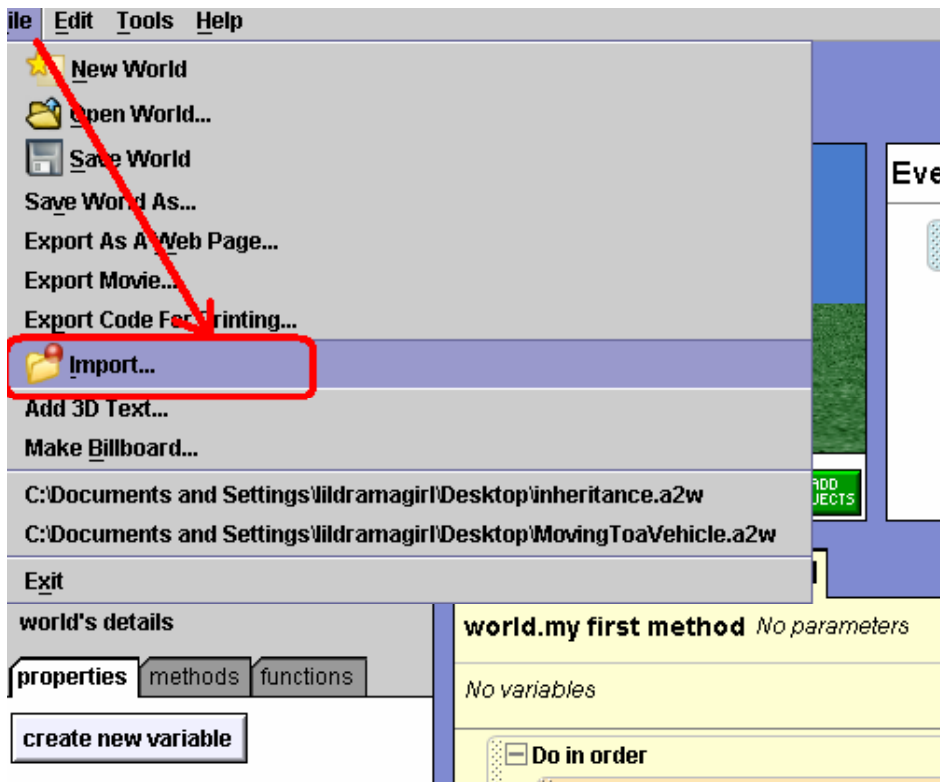 ile Edit Tools Help
New World
Open World...
Save World
Save World As...
Export As A Web Page...
Export Movie...
Export Code For Printing...
Import...
Add 3D Text...
Make Billboard...
C:\Documents and Settings\lildramagirl\Desktop\inheritance.a2w
C:\Documents and Settings\lildramagirl\Desktop\MovingToaVehicle.a2w
Exit
Eve
ADD
JECTS
world's details
properties methods functions
create new variable
world.my first method No parameters
No variables
Do in order